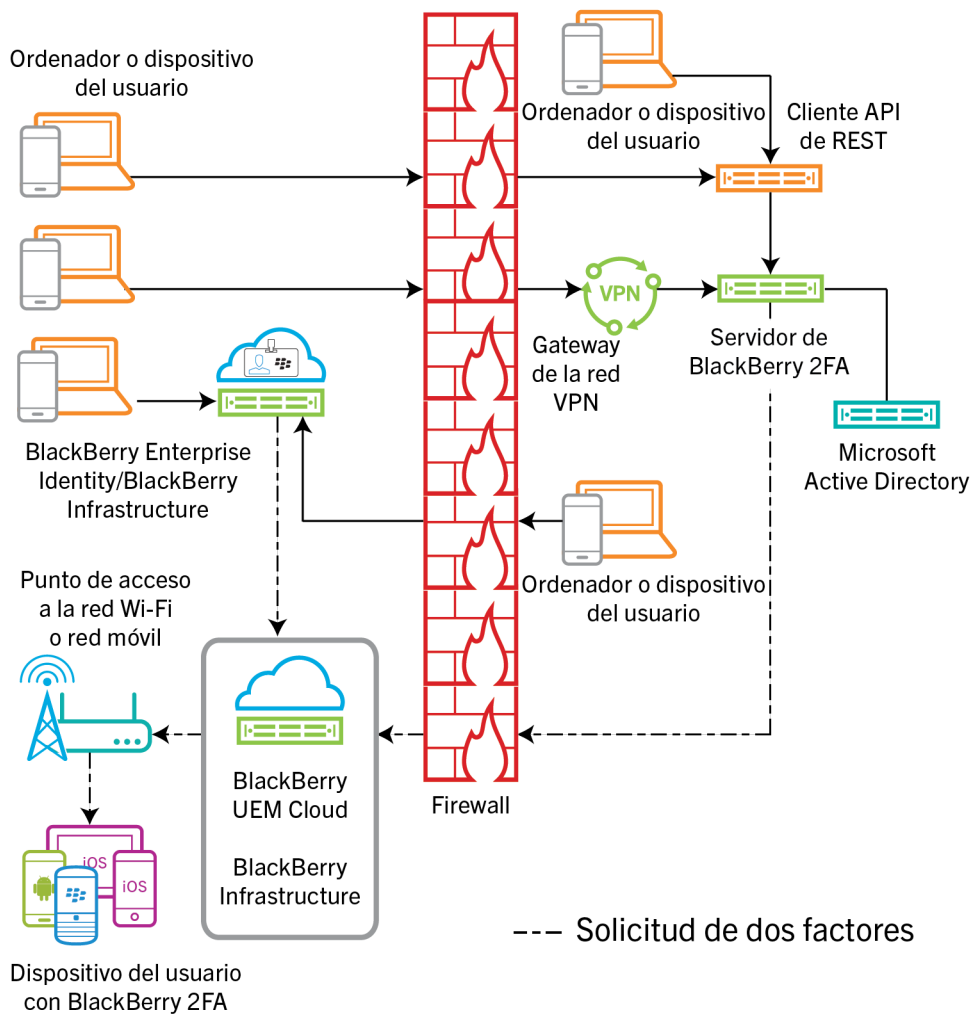 Ordenador o dispositivo
del usuario
Ordenador o dispositivo
del usuario
Cliente API
de REST
VPN
Gateway
de la red
VPN
Servidor de
BlackBerry 2FA
Microsoft
Active Directory
BlackBerry Enterprise
Identity/BlackBerry
Infrastructure
Ordenador o dispositivo
del usuario
Punto de acceso
a la red Wi-Fi
o red móvil
BlackBerry
UEM Cloud
BlackBerry
Infrastructure
Firewall
iOS
iOS
Solicitud de dos factores
Dispositivo del usuario
con BlackBerry 2FA